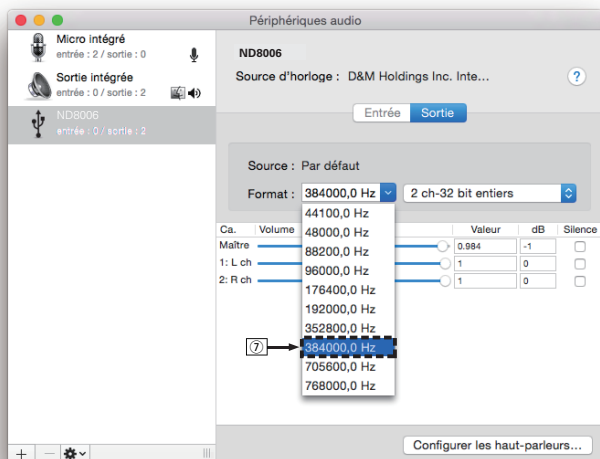 Périphériques audio
Micro intégré
entrée : 2 / sortie : 0
Sortie intégrée
entrée : 0 / sortie : 2
ND8006
entrée : 0 / sortie : 2
ND8006
Source d'horloge : D&M Holdings Inc. Inte...
?
Entrée Sortie
Source : Par défaut
Format : 384000,0 Hz 2 ch-32 bit entiers
44100,0 Hz
48000,0 Hz
88200,0 Hz
96000,0 Hz
176400,0 Hz
192000,0 Hz
352800,0 Hz
⑦ 384000,0 Hz
705600,0 Hz
768000,0 Hz
Ca. Volume Valeur dB Silence
Maître 0.984 -1
1: L ch 1 0
2: R ch 1 0
+ −
Configurer les haut-parleurs...